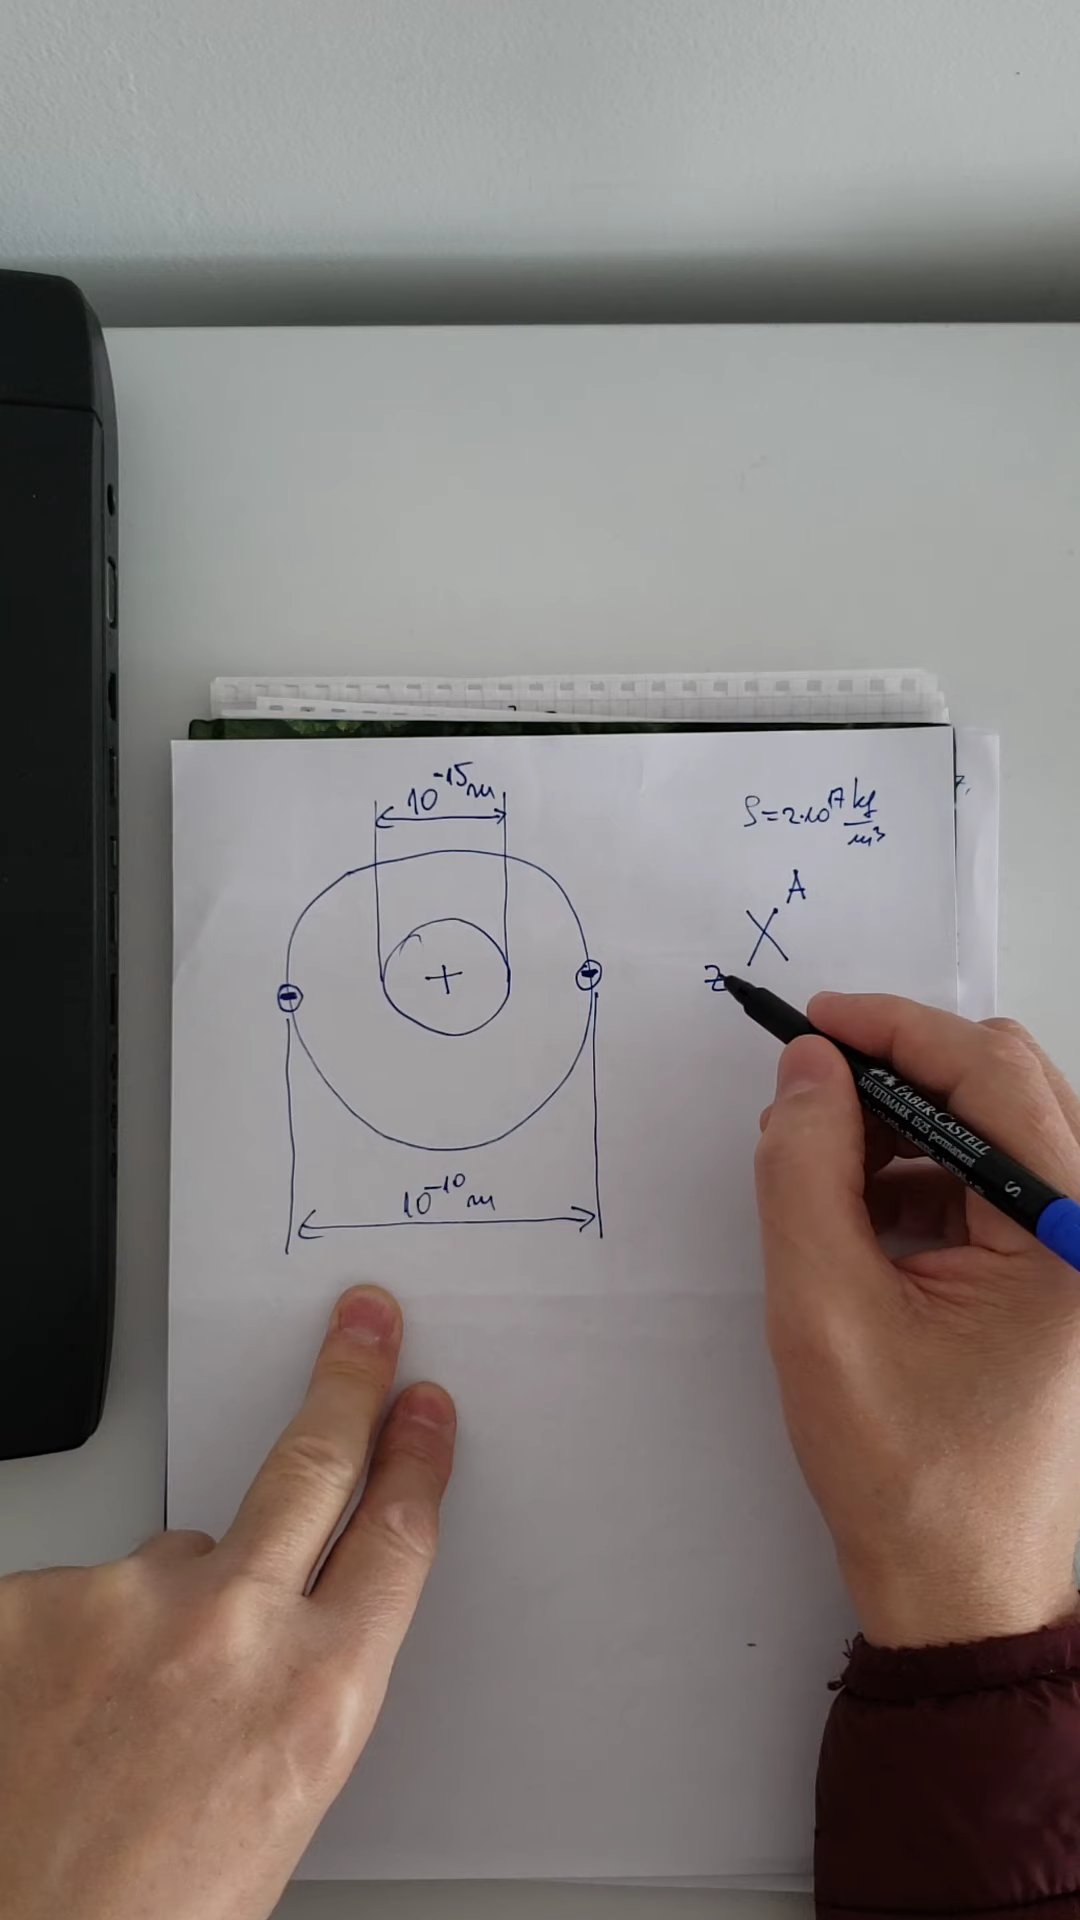 10⁻¹⁵m
ρ=2·10¹⁷ kg/m³
A
X
Z
+
-
-
10⁻¹⁰m
FABER-CASTELL
MULTIMARK 1525 permanent
S